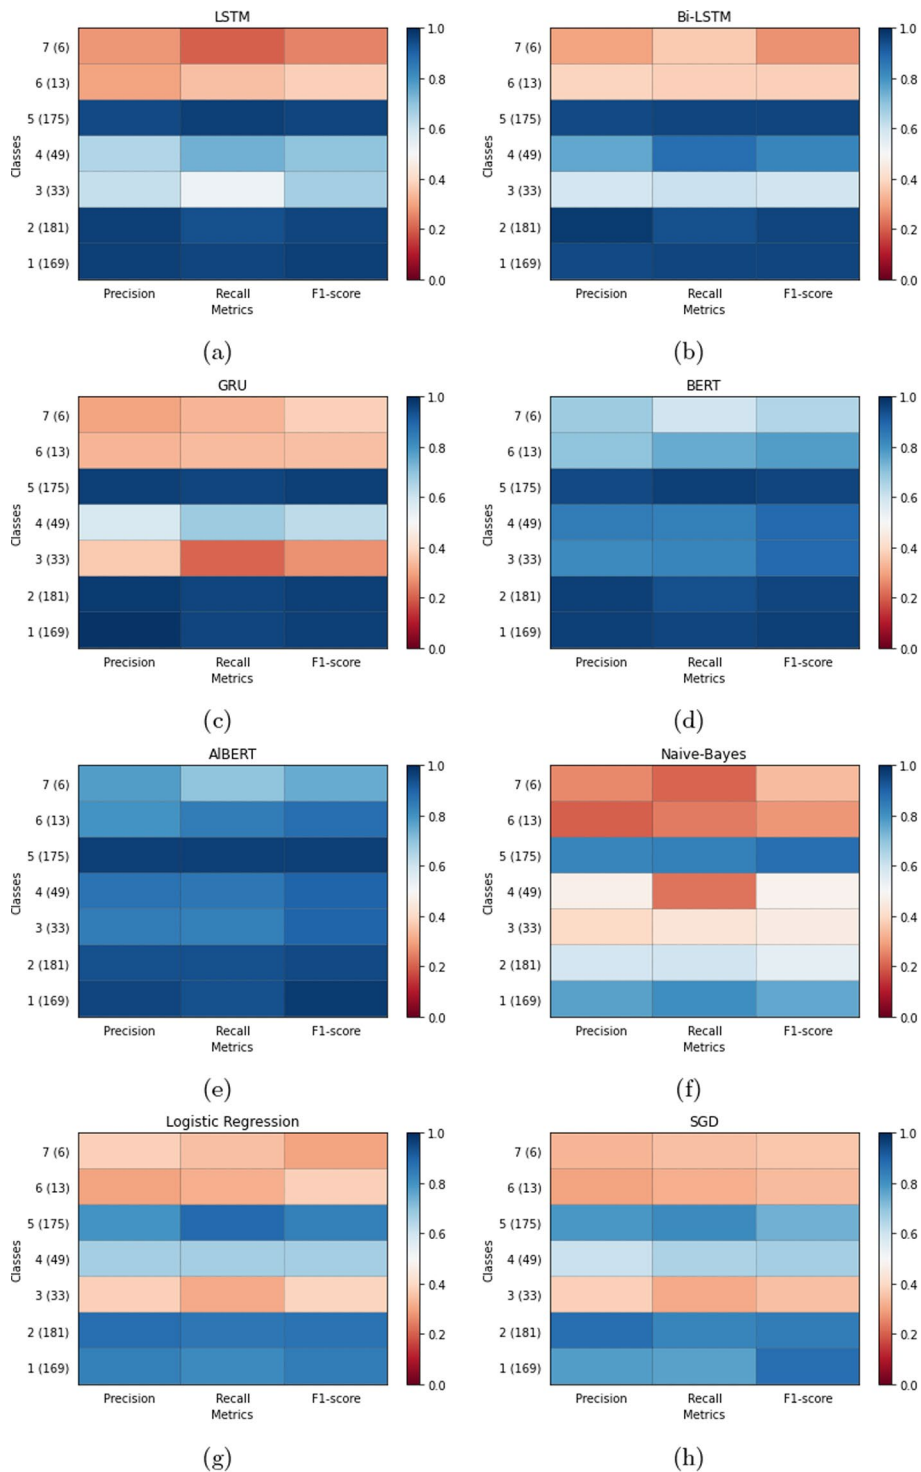 LSTM
7 (6)
6 (13)
5 (175)
4 (49)
3 (33)
2 (181)
1 (169)
Classes
Precision Recall F1-score
Metrics
1.0
0.8
0.6
0.4
0.2
0.0
(a)
Bi-LSTM
7 (6)
6 (13)
5 (175)
4 (49)
3 (33)
2 (181)
1 (169)
Classes
Precision Recall F1-score
Metrics
1.0
0.8
0.6
0.4
0.2
0.0
(b)
GRU
7 (6)
6 (13)
5 (175)
4 (49)
3 (33)
2 (181)
1 (169)
Classes
Precision Recall F1-score
Metrics
1.0
0.8
0.6
0.4
0.2
0.0
(c)
BERT
7 (6)
6 (13)
5 (175)
4 (49)
3 (33)
2 (181)
1 (169)
Classes
Precision Recall F1-score
Metrics
1.0
0.8
0.6
0.4
0.2
0.0
(d)
AlBERT
7 (6)
6 (13)
5 (175)
4 (49)
3 (33)
2 (181)
1 (169)
Classes
Precision Recall F1-score
Metrics
1.0
0.8
0.6
0.4
0.2
0.0
(e)
Naive-Bayes
7 (6)
6 (13)
5 (175)
4 (49)
3 (33)
2 (181)
1 (169)
Classes
Precision Recall F1-score
Metrics
1.0
0.8
0.6
0.4
0.2
0.0
(f)
Logistic Regression
7 (6)
6 (13)
5 (175)
4 (49)
3 (33)
2 (181)
1 (169)
Classes
Precision Recall F1-score
Metrics
1.0
0.8
0.6
0.4
0.2
0.0
(g)
SGD
7 (6)
6 (13)
5 (175)
4 (49)
3 (33)
2 (181)
1 (169)
Classes
Precision Recall F1-score
Metrics
1.0
0.8
0.6
0.4
0.2
0.0
(h)